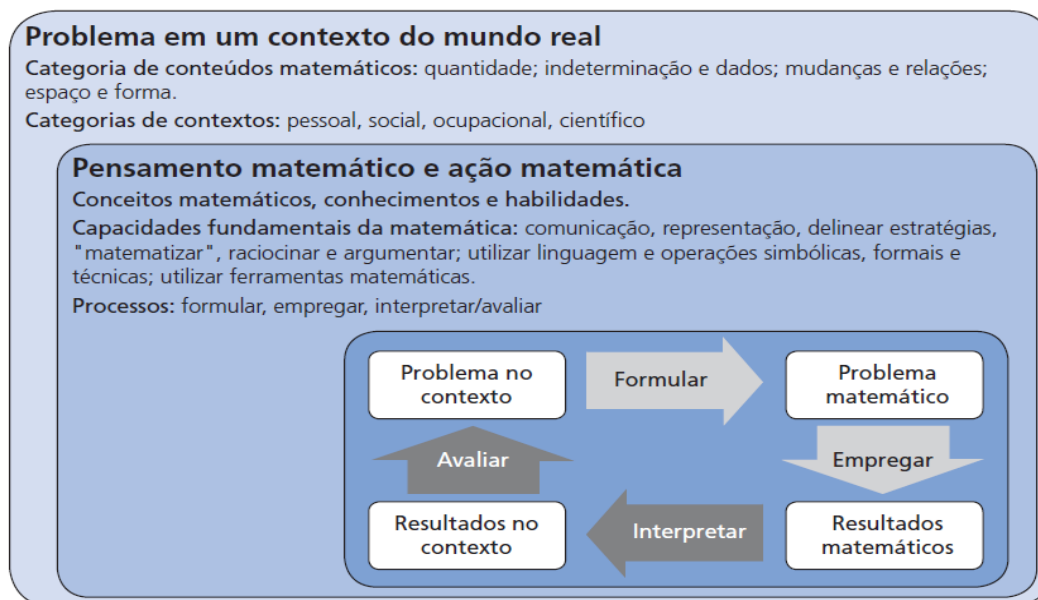 Problema em um contexto do mundo real
Categoria de conteúdos matemáticos: quantidade; indeterminação e dados; mudanças e relações;
espaço e forma.
Categorias de contextos: pessoal, social, ocupacional, científico
Pensamento matemático e ação matemática
Conceitos matemáticos, conhecimentos e habilidades.
Capacidades fundamentais da matemática: comunicação, representação, delinear estratégias,
"matematizar", raciocinar e argumentar; utilizar linguagem e operações simbólicas, formais e
técnicas; utilizar ferramentas matemáticas.
Processos: formular, empregar, interpretar/avaliar
Problema no
contexto
Formular
Problema
matemático
Avaliar
Empregar
Resultados no
contexto
Interpretar
Resultados
matemáticos